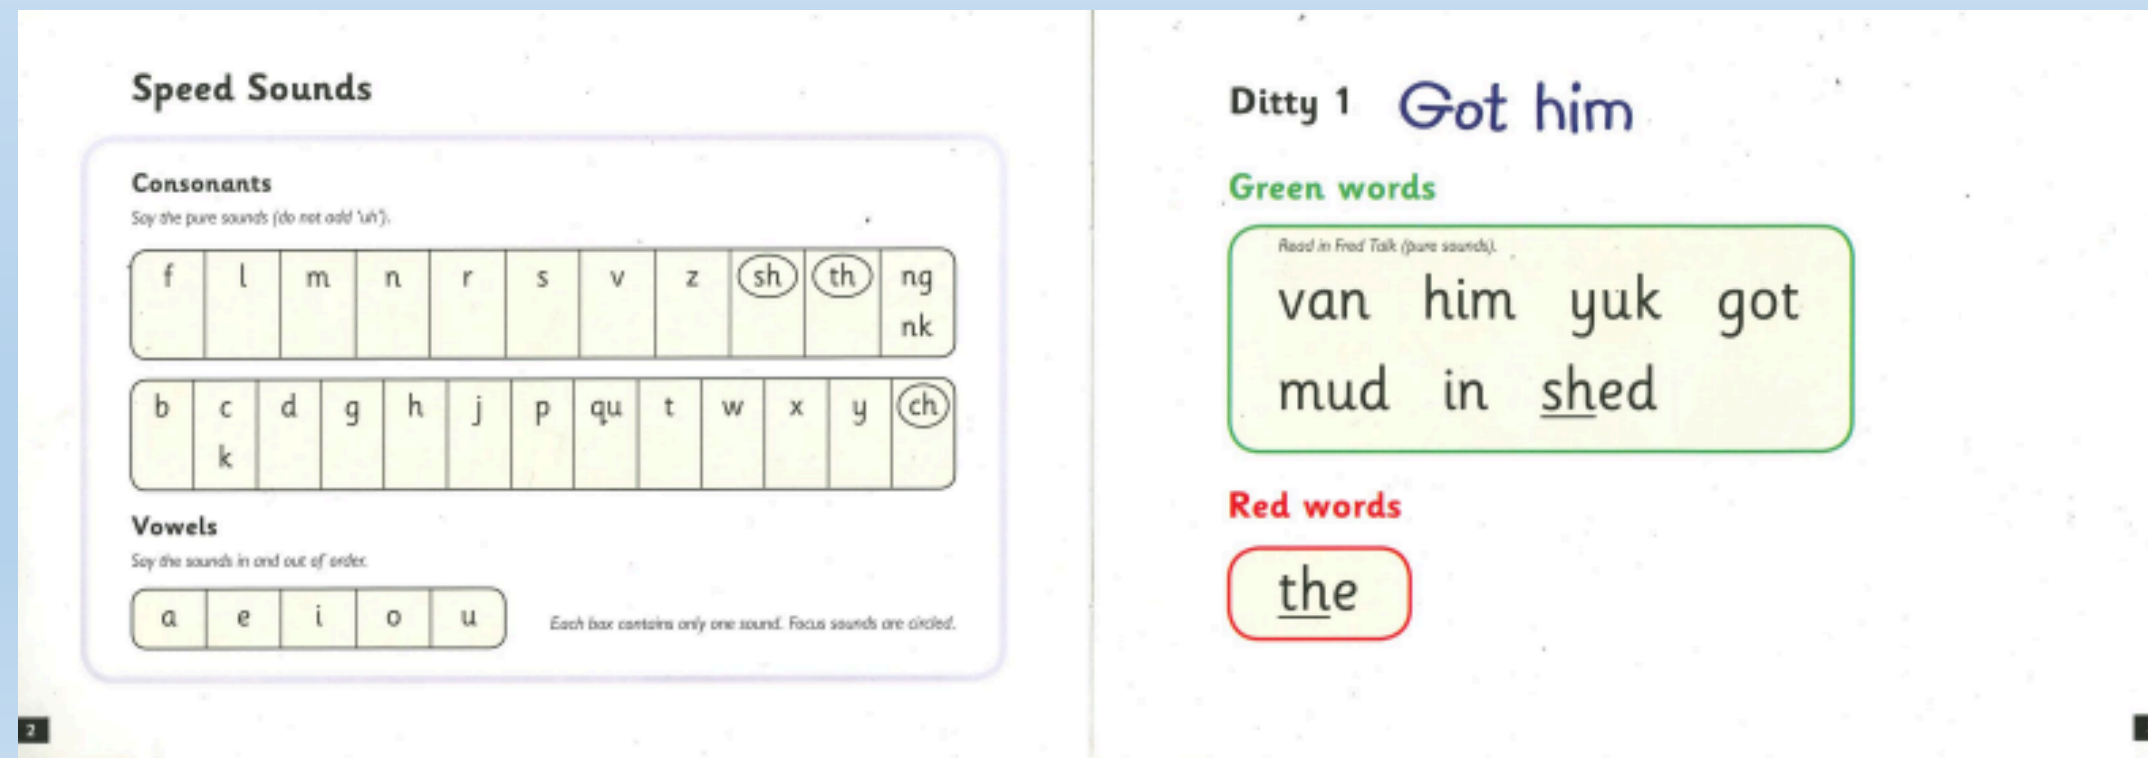 Speed Sounds
Consonants
Say the pure sounds (do not add 'uh').
f l m n r s v z sh th ng
nk
b c d g h j p qu t w x y ch
k
Vowels
Say the sounds in and out of order.
a e i o u
Each box contains only one sound. Focus sounds are circled.
2
Ditty 1 Got him
Green words
Read in Fred Talk (pure sounds).
van him yuk got
mud in shed
Red words
the